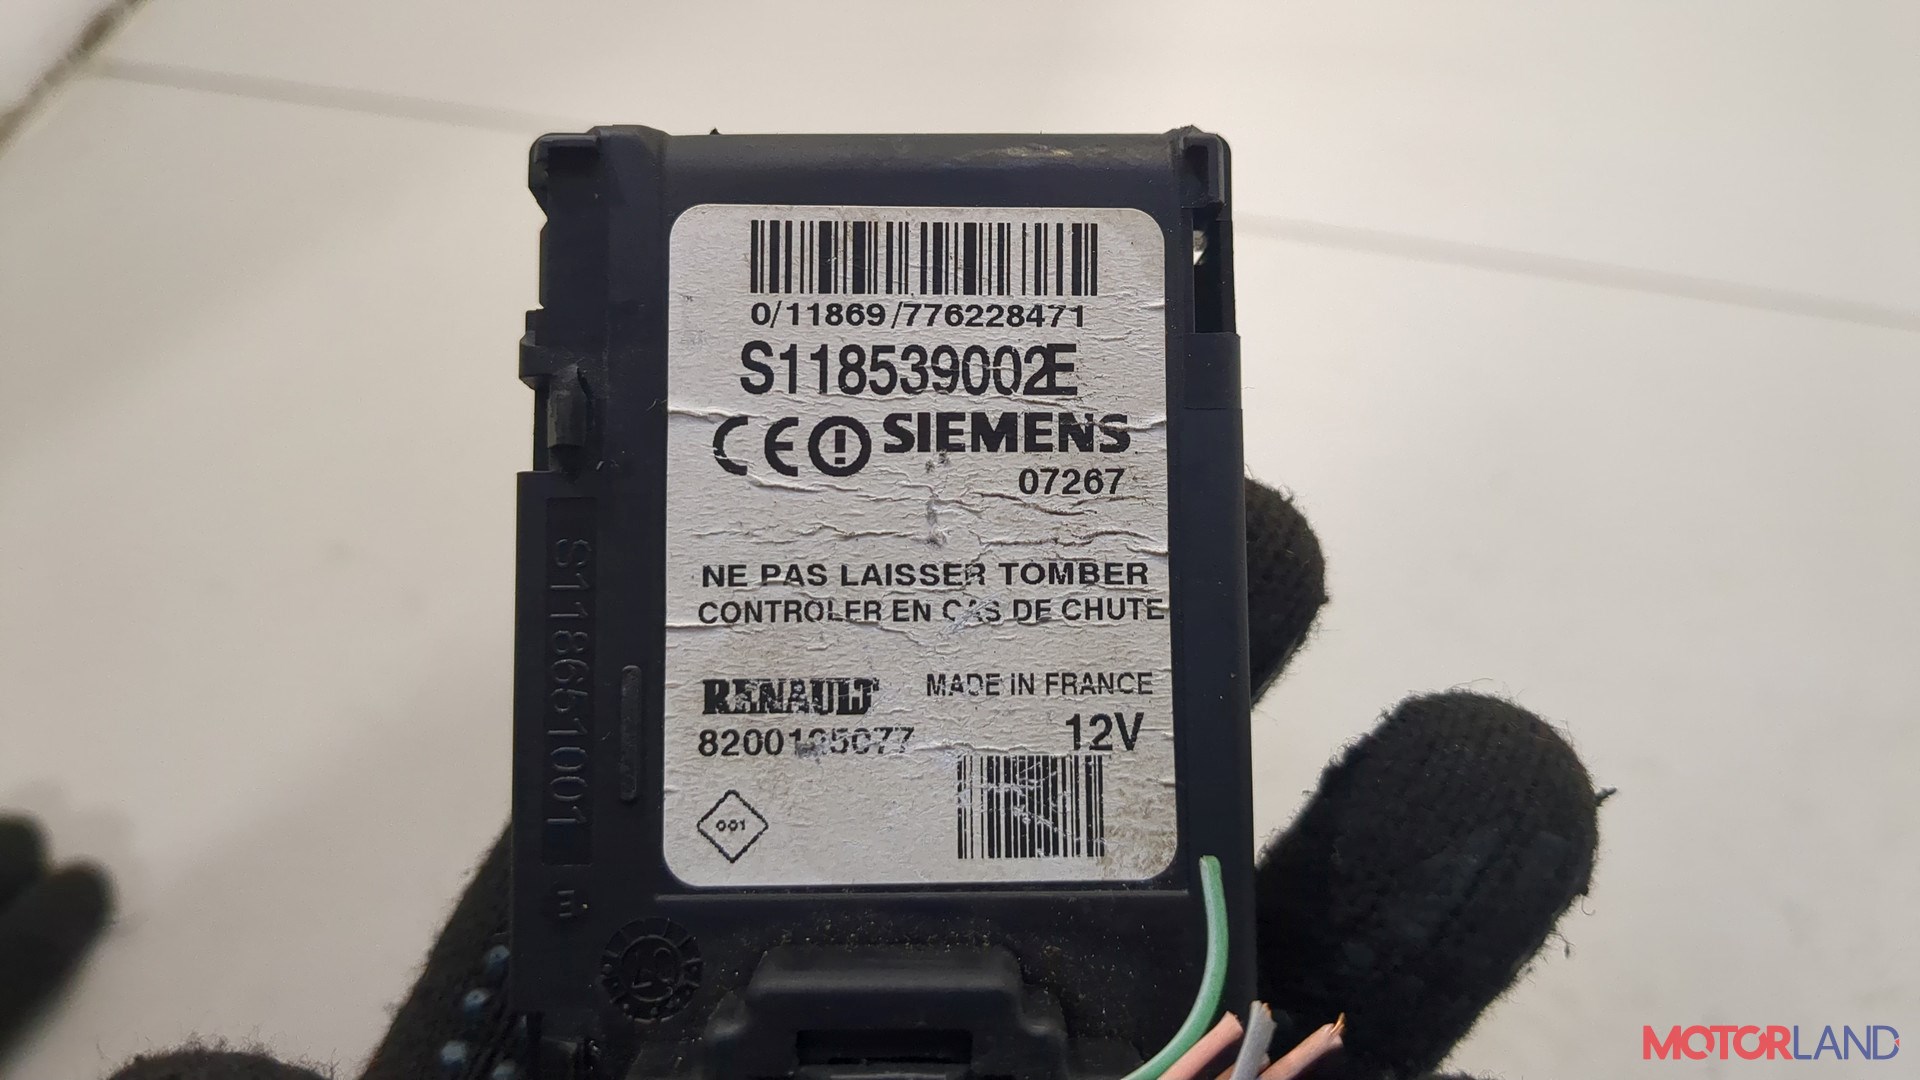 0/11869/776228471
S118539002E
CE SIEMENS
07267
NE PAS LAISSER TOMBER
CONTROLER EN CAS DE CHUTE
RENAULT
MADE IN FRANCE
12V
001
S118651001 E
07
MOTORLAND